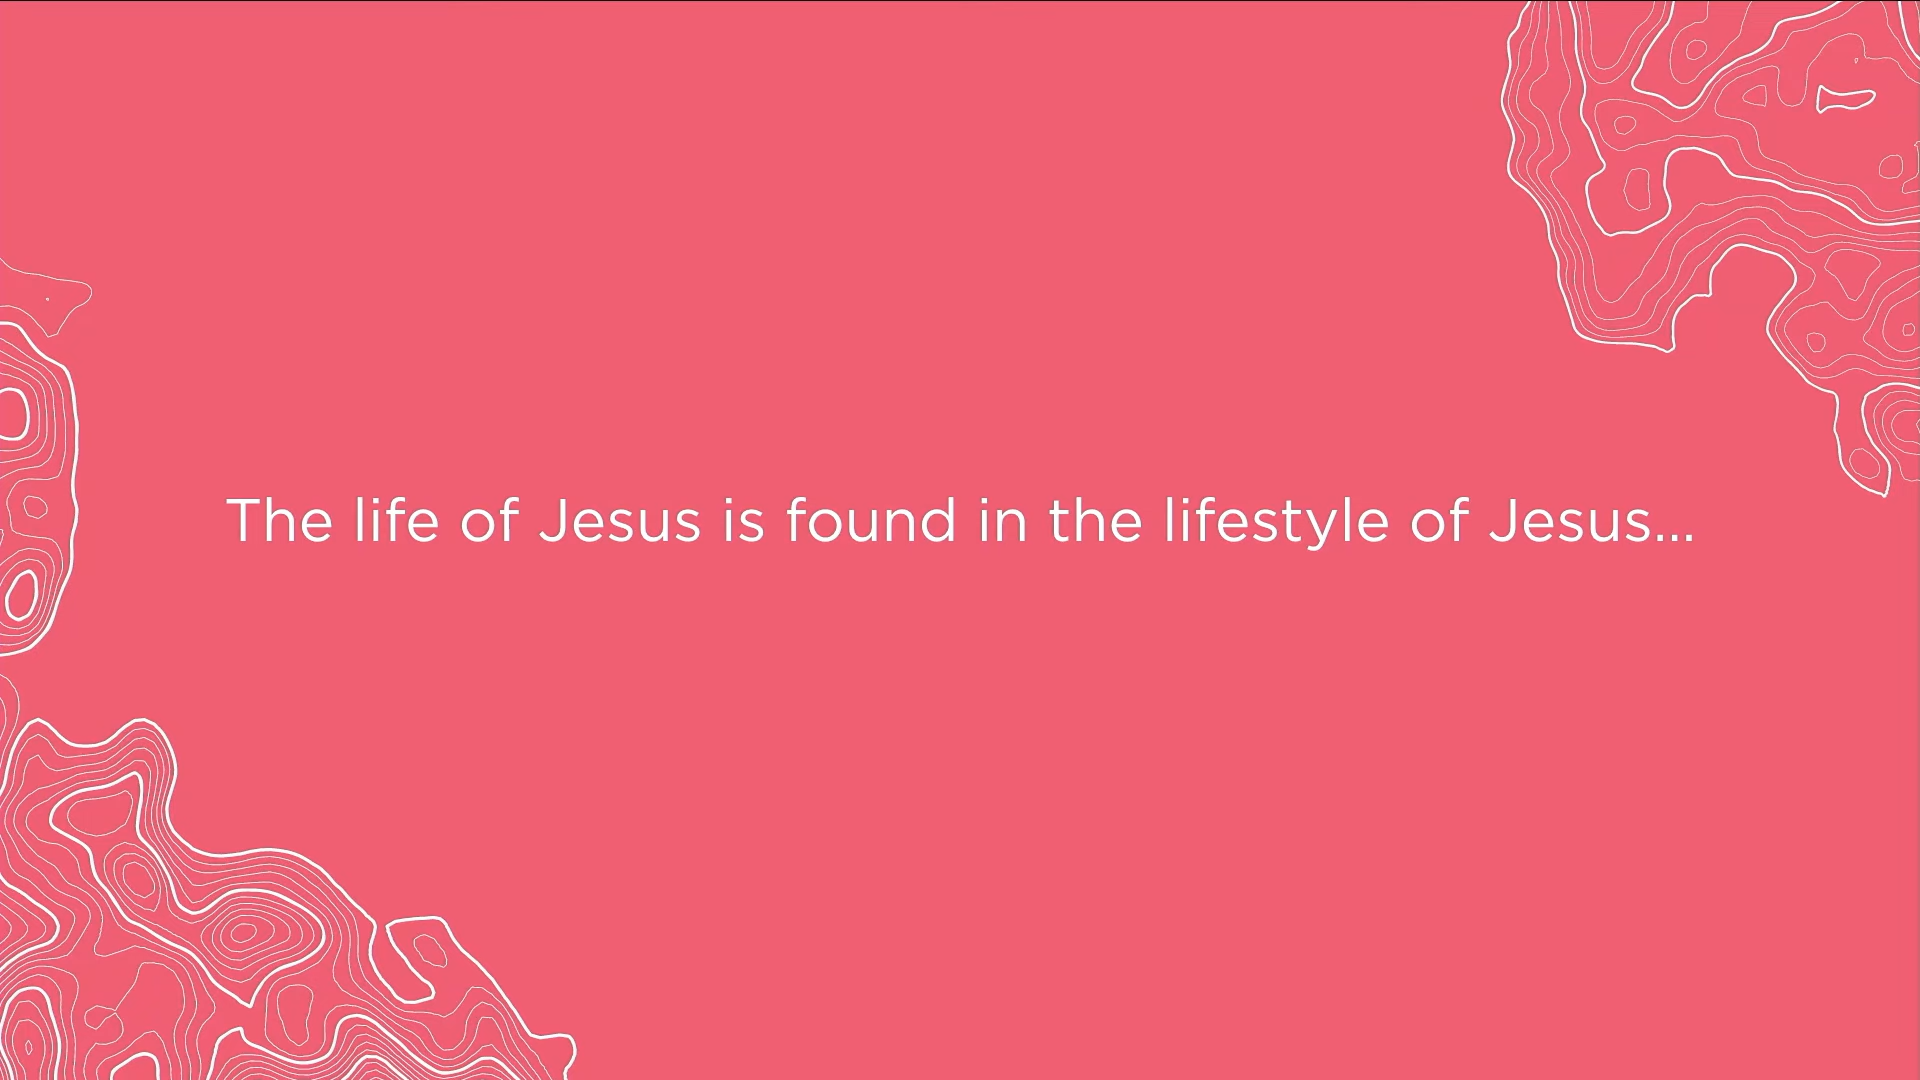 The life of Jesus is found in the lifestyle of Jesus...